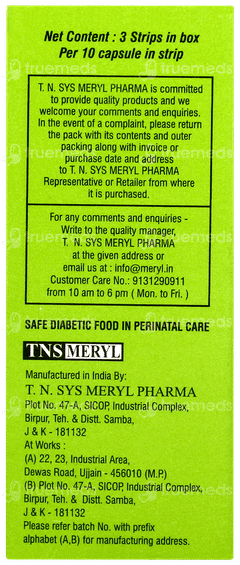 Net Content : 3 Strips in box
Per 10 capsule in strip
T. N. SYS MERYL PHARMA is committed
to provide quality products and we
welcome your comments and enquiries.
In the event of a complaint, please return
the pack with its contents and outer
packing along with invoice or
purchase date and address
to T. N. SYS MERYL PHARMA
Representative or Retailer from where
it is purchased.
For any comments and enquiries -
Write to the quality manager,
T. N. SYS MERYL PHARMA
at the given address or
email us at : info@meryl.in
Customer Care No.: 9131290911
from 10 am to 6 pm ( Mon. to Fri. )
SAFE DIABETIC FOOD IN PERINATAL CARE
TNS MERYL
Manufactured in India By:
T. N. SYS MERYL PHARMA
Plot No. 47-A, SICOP, Industrial Complex,
Birpur, Teh. & Distt. Samba,
J & K - 181132
At Works :
(A) 22, 23, Industrial Area,
Dewas Road, Ujjain - 456010 (M.P.)
(B) Plot No. 47-A, SICOP, Industrial Complex,
Birpur, Teh. & Distt. Samba,
J & K - 181132
Please refer batch No. with prefix
alphabet (A,B) for manufacturing address.
truemeds